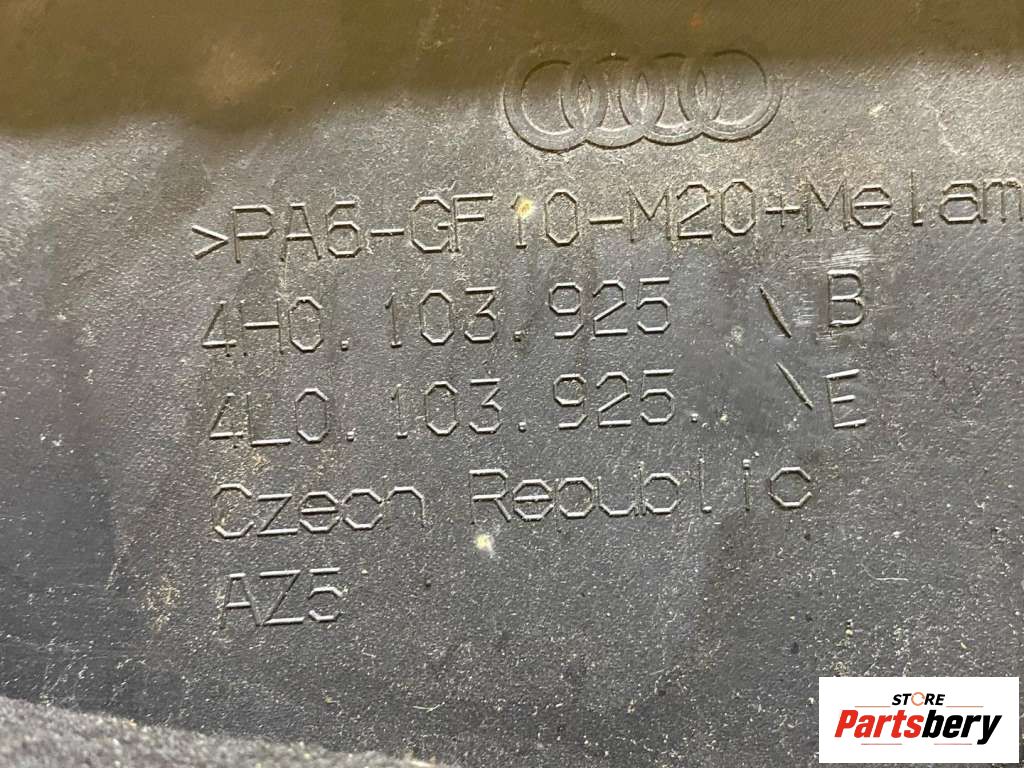 >PA6-GF10-M20+Melam
4H0.103.925 \ B
4L0.103.925. \ E
Czech Republic
AZ5
STORE
Partsbery